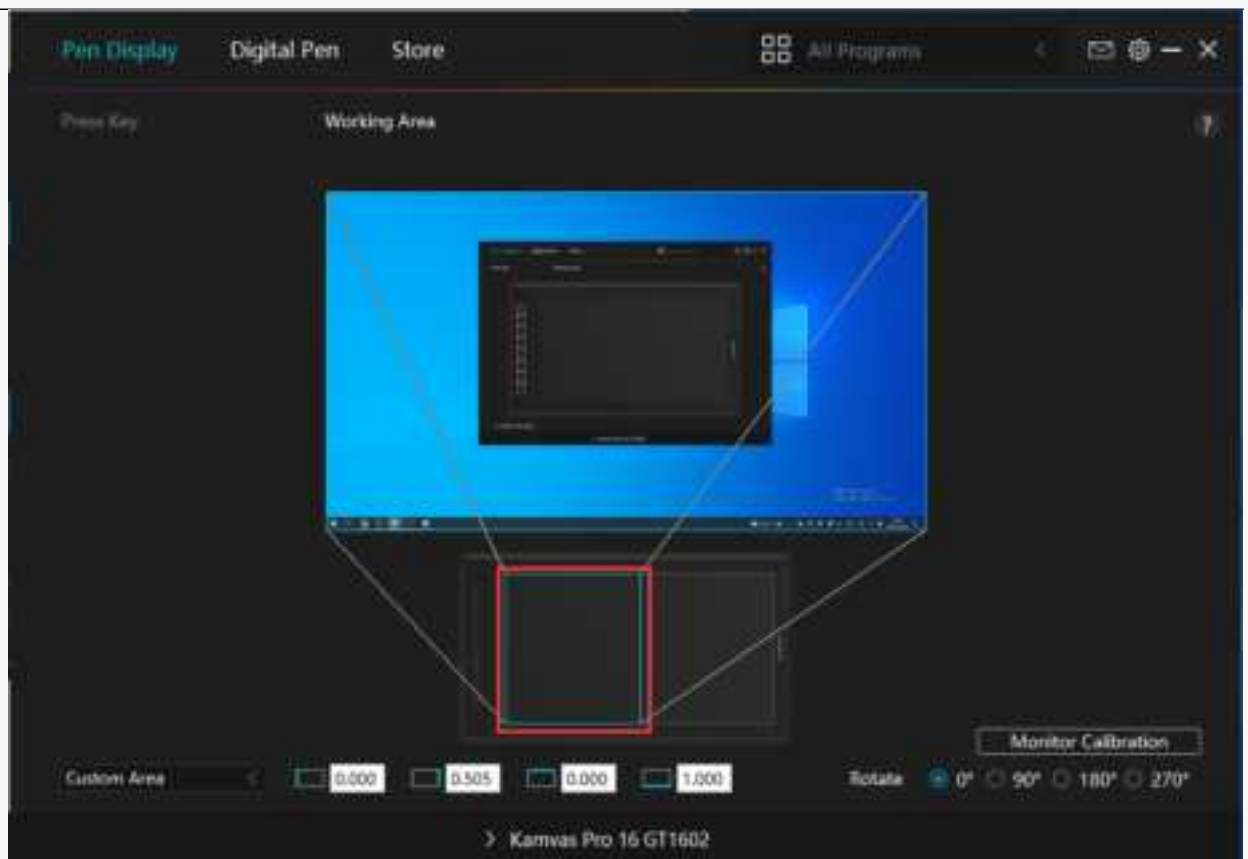 Pen Display Digital Pen Store All Programs
Press Key Working Area ?
Monitor Calibration
Custom Area 0.000 0.505 0.000 1.000 Rotate 0° 90° 180° 270°
Kamvas Pro 16 GT1602